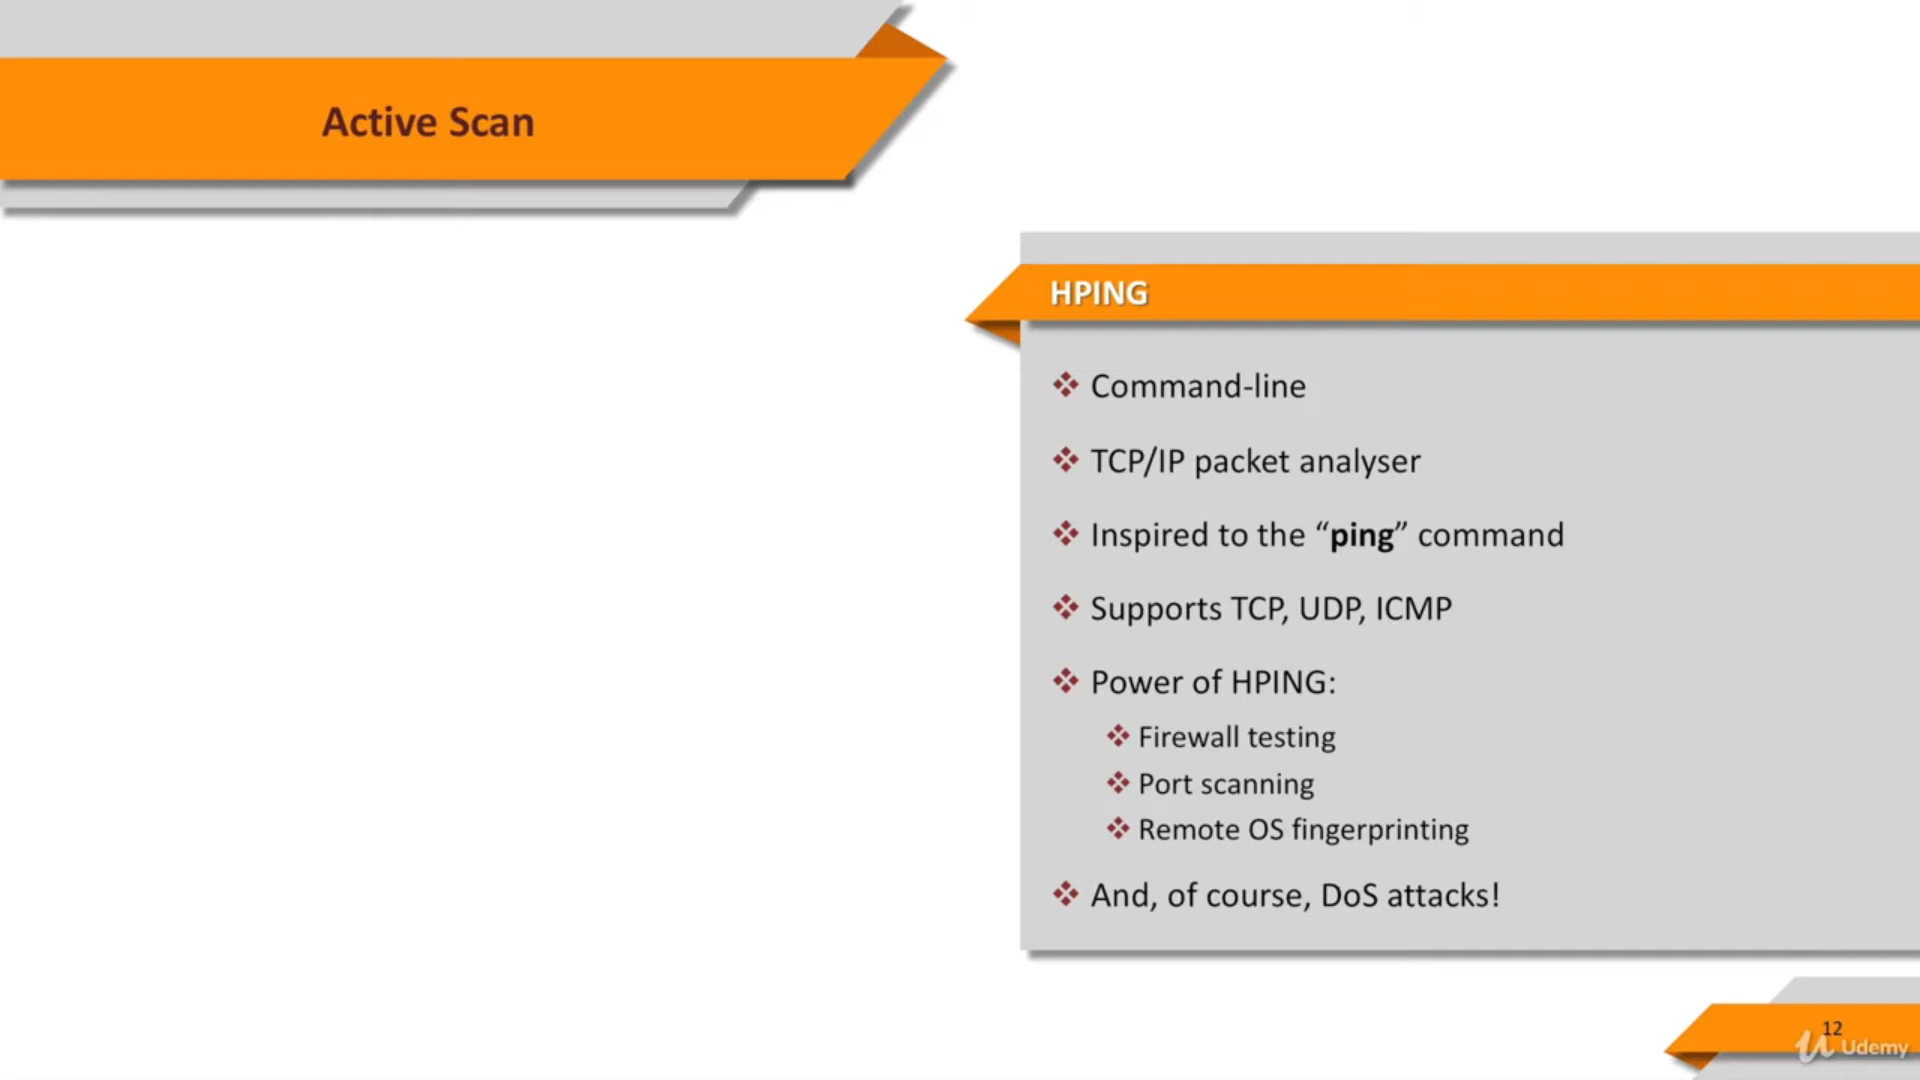 Active Scan
HPING
Command-line
TCP/IP packet analyser
Inspired to the “ping” command
Supports TCP, UDP, ICMP
Power of HPING:
Firewall testing
Port scanning
Remote OS fingerprinting
And, of course, DoS attacks!
12
Udemy